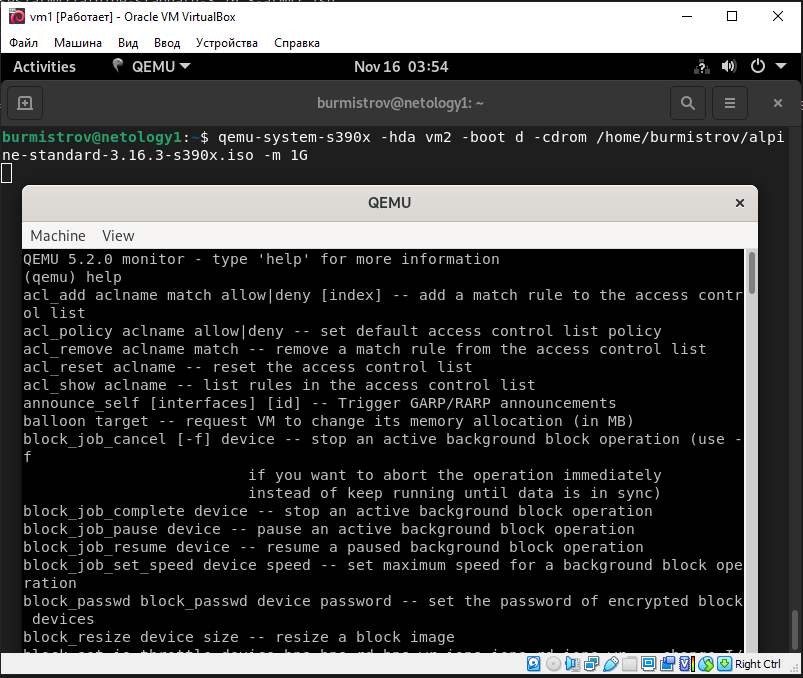 vm1 [Работает] - Oracle VM VirtualBox
Файл Машина Вид Ввод Устройства Справка
Activities QEMU Nov 16 03:54
burmistrov@netology1: ~
burmistrov@netology1:~$ qemu-system-s390x -hda vm2 -boot d -cdrom /home/burmistrov/alpi
ne-standard-3.16.3-s390x.iso -m 1G
QEMU
Machine View
QEMU 5.2.0 monitor - type 'help' for more information
(qemu) help
acl_add aclname match allow|deny [index] -- add a match rule to the access contr
ol list
acl_policy aclname allow|deny -- set default access control list policy
acl_remove aclname match -- remove a match rule from the access control list
acl_reset aclname -- reset the access control list
acl_show aclname -- list rules in the access control list
announce_self [interfaces] [id] -- Trigger GARP/RARP announcements
balloon target -- request VM to change its memory allocation (in MB)
block_job_cancel [-f] device -- stop an active background block operation (use -
f
if you want to abort the operation immediately
instead of keep running until data is in sync)
block_job_complete device -- stop an active background block operation
block_job_pause device -- pause an active background block operation
block_job_resume device -- resume a paused background block operation
block_job_set_speed device speed -- set maximum speed for a background block ope
ration
block_passwd block_passwd device password -- set the password of encrypted block
devices
block_resize device size -- resize a block image
Right Ctrl